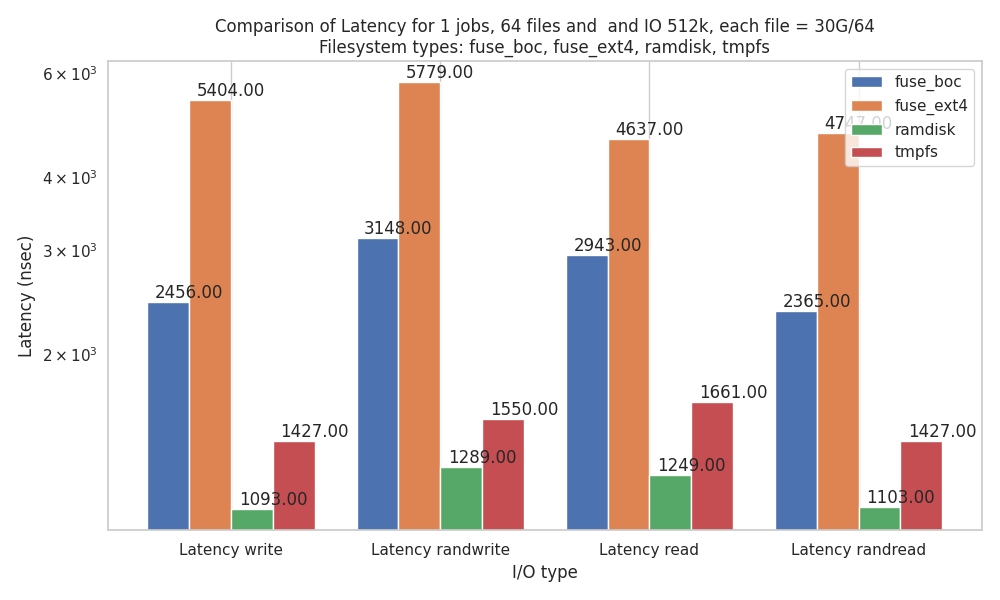 Comparison of Latency for 1 jobs, 64 files and  and IO 512k, each file = 30G/64
Filesystem types: fuse_boc, fuse_ext4, ramdisk, tmpfs
6 × 10³
4 × 10³
3 × 10³
2 × 10³
Latency (nsec)
2456.00
5404.00
1093.00
1427.00
3148.00
5779.00
1289.00
1550.00
2943.00
4637.00
1249.00
1661.00
2365.00
4747.00
1103.00
1427.00
fuse_boc
fuse_ext4
ramdisk
tmpfs
Latency write
Latency randwrite
Latency read
Latency randread
I/O type